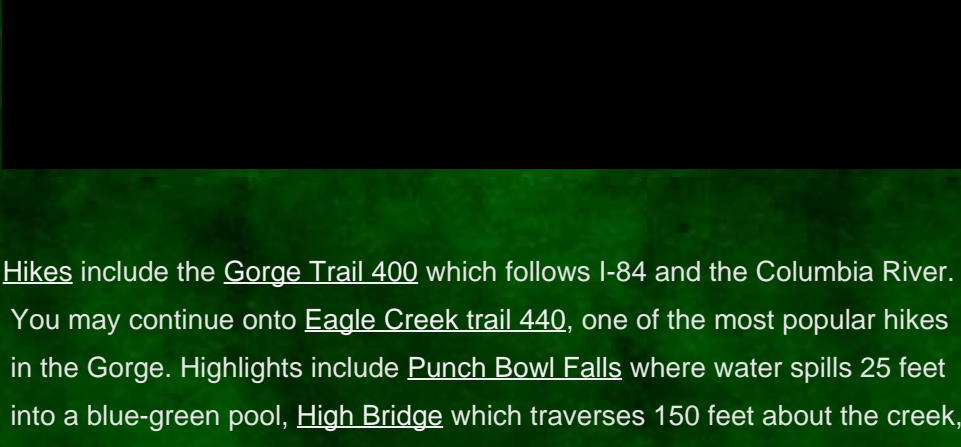 Hikes include the Gorge Trail 400 which follows I-84 and the Columbia River.
You may continue onto Eagle Creek trail 440, one of the most popular hikes
in the Gorge. Highlights include Punch Bowl Falls where water spills 25 feet
into a blue-green pool, High Bridge which traverses 150 feet about the creek,